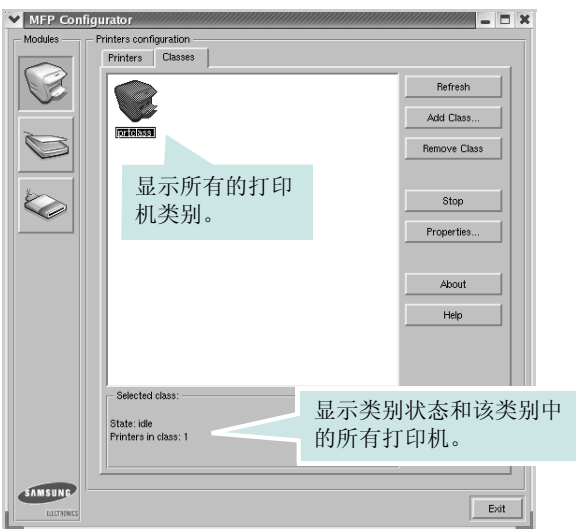 MFP Configurator
Modules
Printers configuration
Printers
Classes
prtclass1
显示所有的打印
机类别。
Refresh
Add Class...
Remove Class
Stop
Properties...
About
Help
Selected class:
State: idle
Printers in class: 1
显示类别状态和该类别中
的所有打印机。
SAMSUNG
ELECTRONICS
Exit